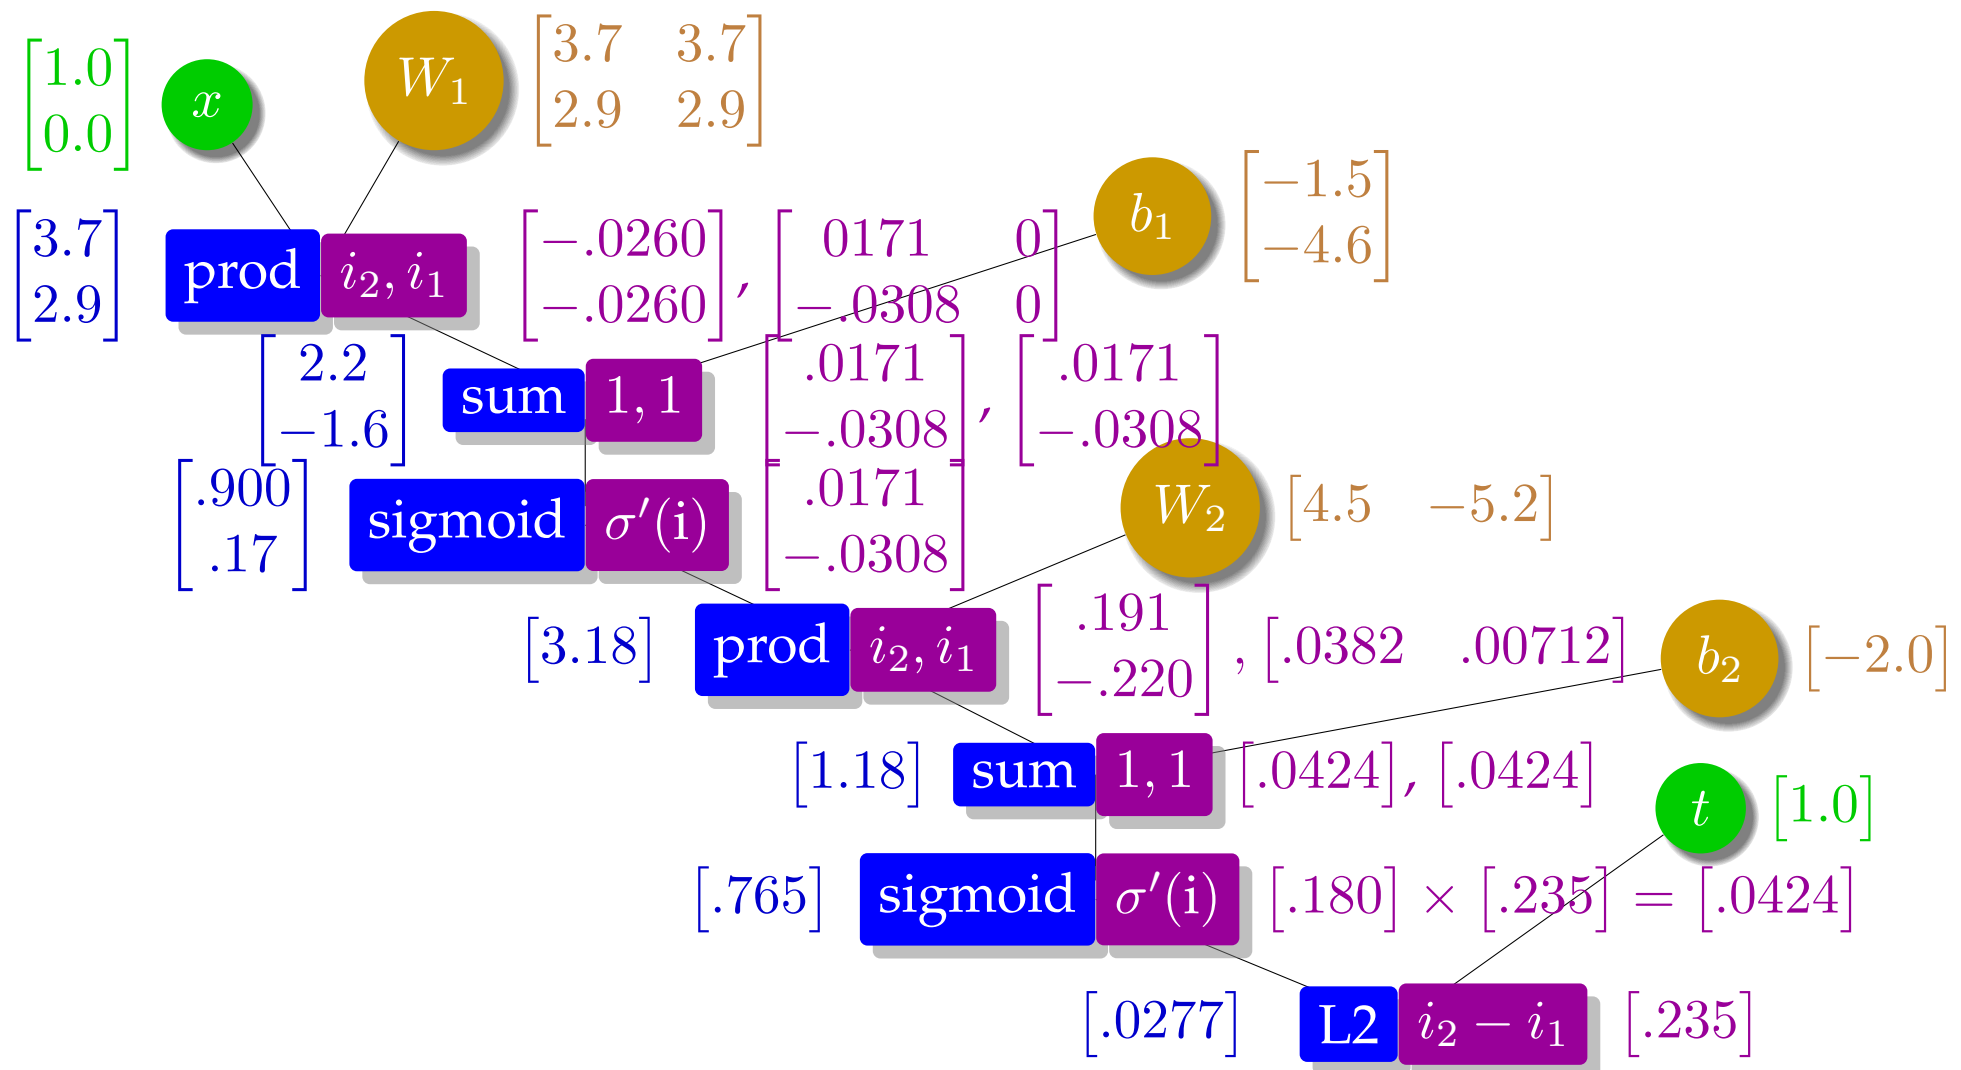 [1.0 0.0] x W₁ [3.7 3.7 2.9 2.9]
[3.7 2.9] prod i₂, i₁ [−.0260 −.0260], [0171 0 −.0308 0] b₁ [−1.5 −4.6]
[2.2 −1.6] sum 1, 1 [.0171 −.0308], [.0171 −.0308]
[.900 .17] sigmoid σ′(i) [.0171 −.0308] W₂ [4.5 −5.2]
[3.18] prod i₂, i₁ [.191 −.220], [.0382 .00712] b₂ [−2.0]
[1.18] sum 1, 1 [.0424], [.0424] t [1.0]
[.765] sigmoid σ′(i) [.180] × [.235] = [.0424]
[.0277] L2 i₂ − i₁ [.235]